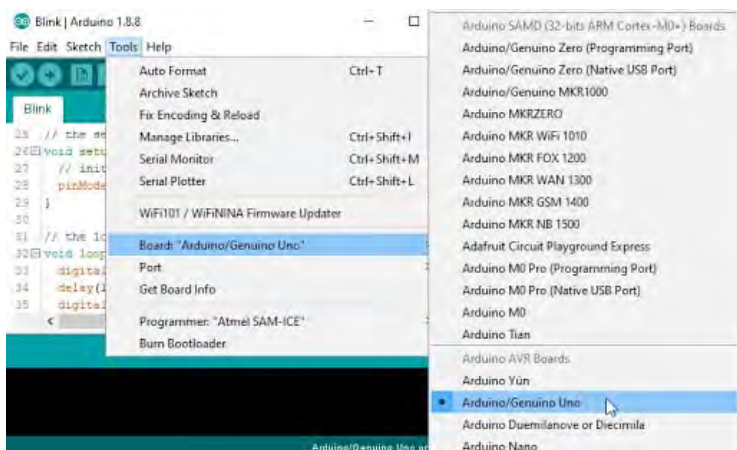 Blink | Arduino 1.8.8
File Edit Sketch Tools Help
Blink
25 // the se
26 void setu
27 // init
28 pinMode
29 }
30
31 // the lo
32 void loop
33 digital
34 delay(1
35 digital
Auto Format Ctrl+T
Archive Sketch
Fix Encoding & Reload
Manage Libraries... Ctrl+Shift+I
Serial Monitor Ctrl+Shift+M
Serial Plotter Ctrl+Shift+L
WiFi101 / WiFiNINA Firmware Updater
Board: "Arduino/Genuino Uno"
Port
Get Board Info
Programmer: "Atmel SAM-ICE"
Burn Bootloader
Arduino SAMD (32-bits ARM Cortex-M0+) Boards
Arduino/Genuino Zero (Programming Port)
Arduino/Genuino Zero (Native USB Port)
Arduino/Genuino MKR1000
Arduino MKRZERO
Arduino MKR WiFi 1010
Arduino MKR FOX 1200
Arduino MKR WAN 1300
Arduino MKR GSM 1400
Arduino MKR NB 1500
Adafruit Circuit Playground Express
Arduino M0 Pro (Programming Port)
Arduino M0 Pro (Native USB Port)
Arduino M0
Arduino Tian
Arduino AVR Boards
Arduino Yún
Arduino/Genuino Uno
Arduino Duemilanove or Diecimila
Arduino Nano
Arduino/Genuino Uno on